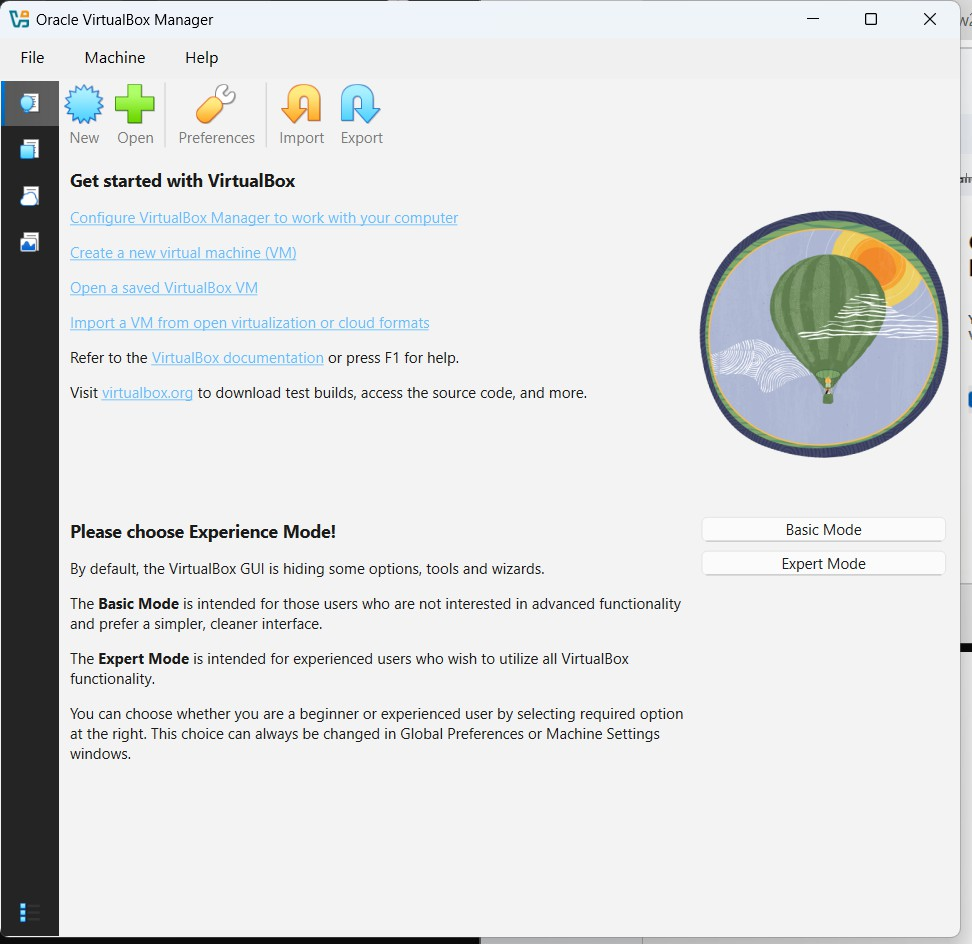 Oracle VirtualBox Manager
File Machine Help
New Open Preferences Import Export
Get started with VirtualBox
Configure VirtualBox Manager to work with your computer
Create a new virtual machine (VM)
Open a saved VirtualBox VM
Import a VM from open virtualization or cloud formats
Refer to the VirtualBox documentation or press F1 for help.
Visit virtualbox.org to download test builds, access the source code, and more.
Please choose Experience Mode!
Basic Mode
Expert Mode
By default, the VirtualBox GUI is hiding some options, tools and wizards.
The Basic Mode is intended for those users who are not interested in advanced functionality
and prefer a simpler, cleaner interface.
The Expert Mode is intended for experienced users who wish to utilize all VirtualBox
functionality.
You can choose whether you are a beginner or experienced user by selecting required option
at the right. This choice can always be changed in Global Preferences or Machine Settings
windows.